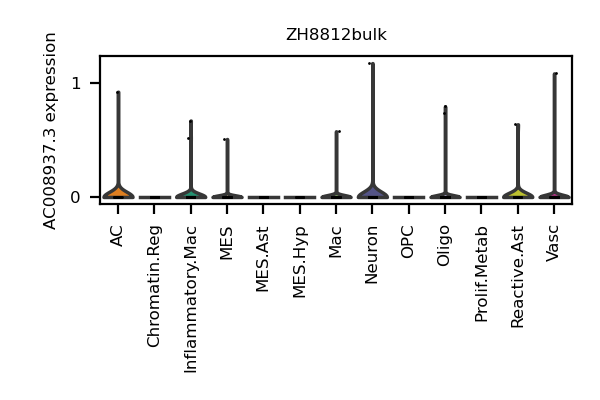 ZH8812bulk
AC008937.3 expression
1
0
AC
Chromatin.Reg
Inflammatory.Mac
MES
MES.Ast
MES.Hyp
Mac
Neuron
OPC
Oligo
Prolif.Metab
Reactive.Ast
Vasc